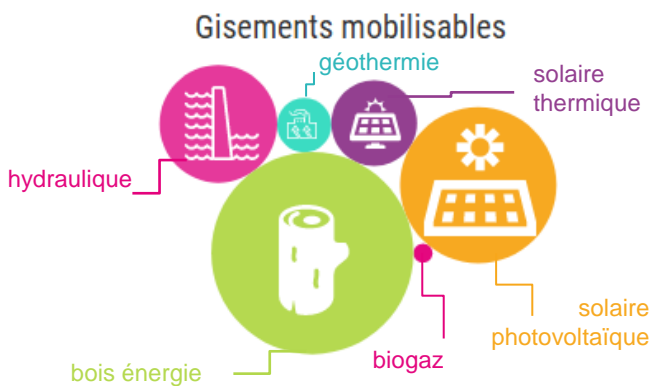 Gisements mobilisables
géothermie
solaire
thermique
hydraulique
solaire
photovoltaïque
biogaz
bois énergie